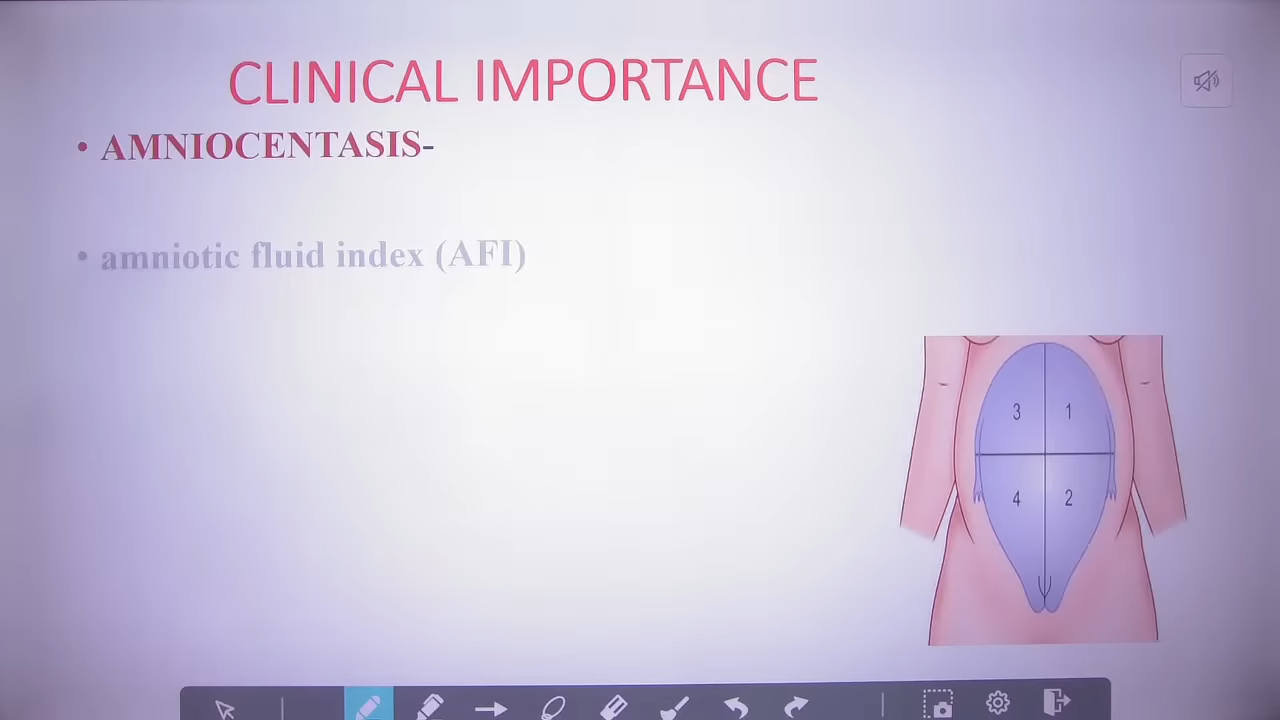 CLINICAL IMPORTANCE
• AMNIOCENTASIS-
• amniotic fluid index (AFI)
3 1
4 2